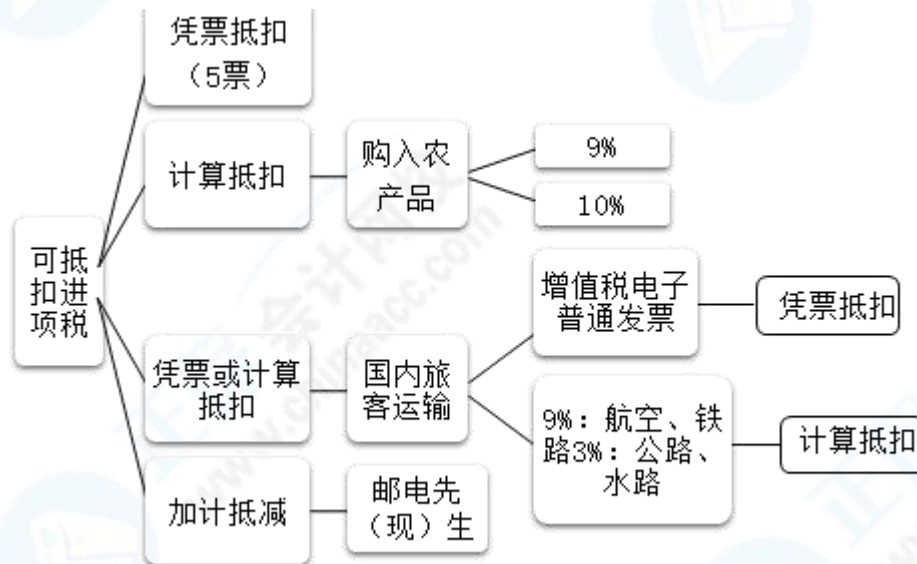 凭票抵扣
（5票）
计算抵扣
购入农
产品
9%
10%
可抵
扣进
项税
凭票或计算
抵扣
国内旅
客运输
增值税电子
普通发票
凭票抵扣
9%：航空、铁
路3%：公路、
水路
计算抵扣
加计抵减
邮电先
（现）生
www.chinaacc.com